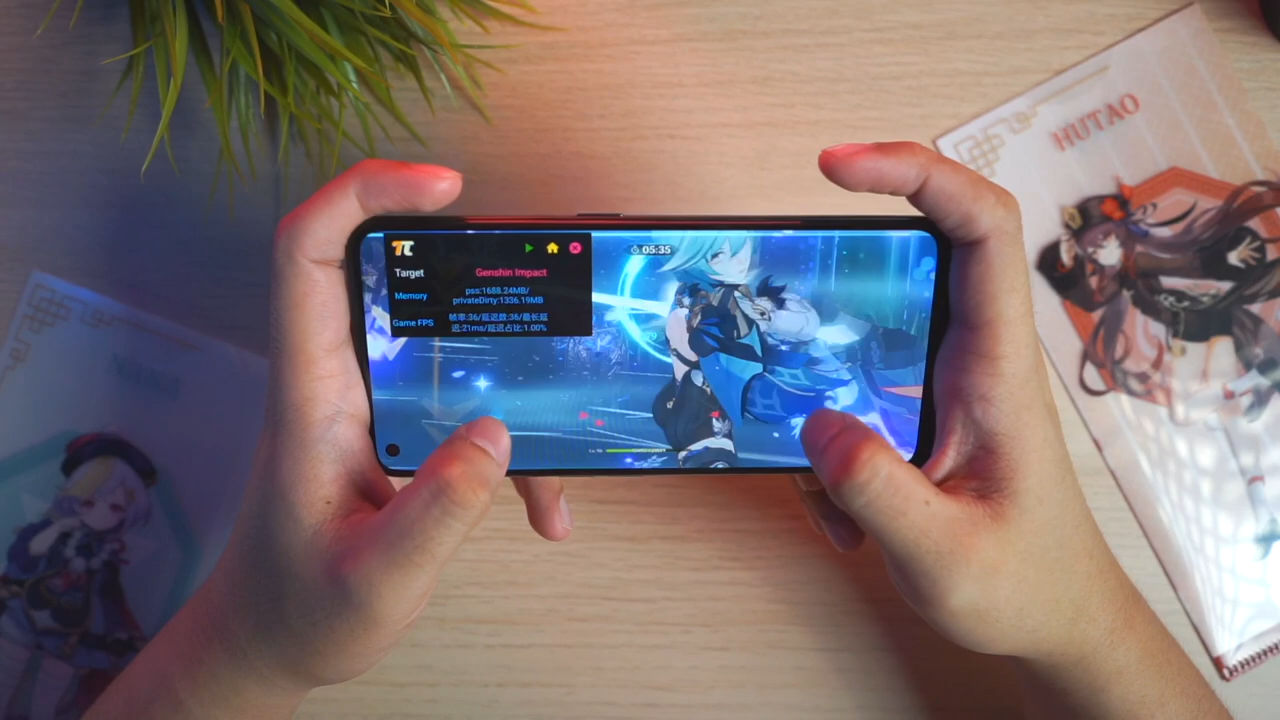 HUTAO
05:35
Target
Genshin Impact
Memory
pss:1688.24MB/
privateDirty:1336.19MB
Game FPS
帧率:36/延迟数:36/最长延
迟:21ms/延迟占比:1.00%